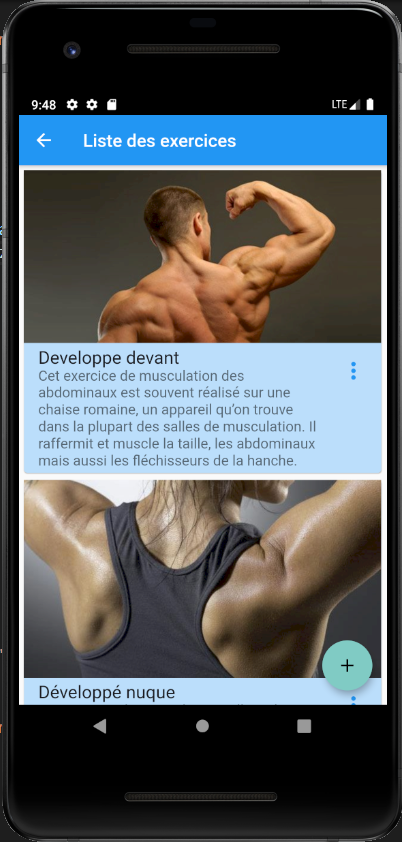 9:48
LTE
Liste des exercices
Developpe devant
Cet exercice de musculation des
abdominaux est souvent réalisé sur une
chaise romaine, un appareil qu'on trouve
dans la plupart des salles de musculation. Il
raffermit et muscle la taille, les abdominaux
mais aussi les fléchisseurs de la hanche.
Développé nuque